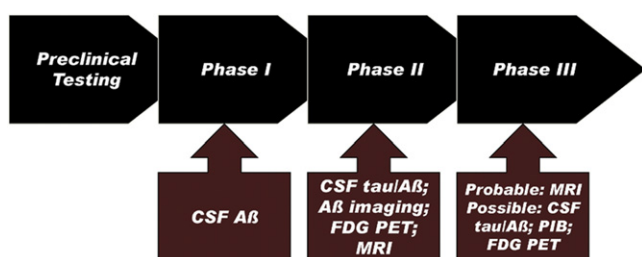 Preclinical
Testing
Phase I
Phase II
Phase III
CSF Aß
CSF tau/Aß;
Aß imaging;
FDG PET;
MRI
Probable: MRI
Possible: CSF
tau/Aß; PIB;
FDG PET